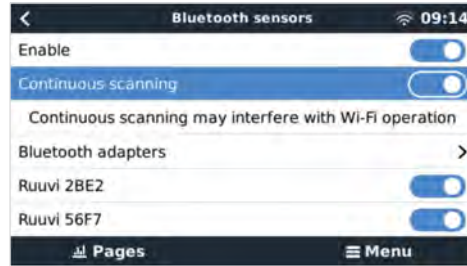 Bluetooth sensors 09:14
Enable
Continuous scanning
Continuous scanning may interfere with Wi-Fi operation
Bluetooth adapters
Ruuvi 2BE2
Ruuvi 56F7
Pages Menu